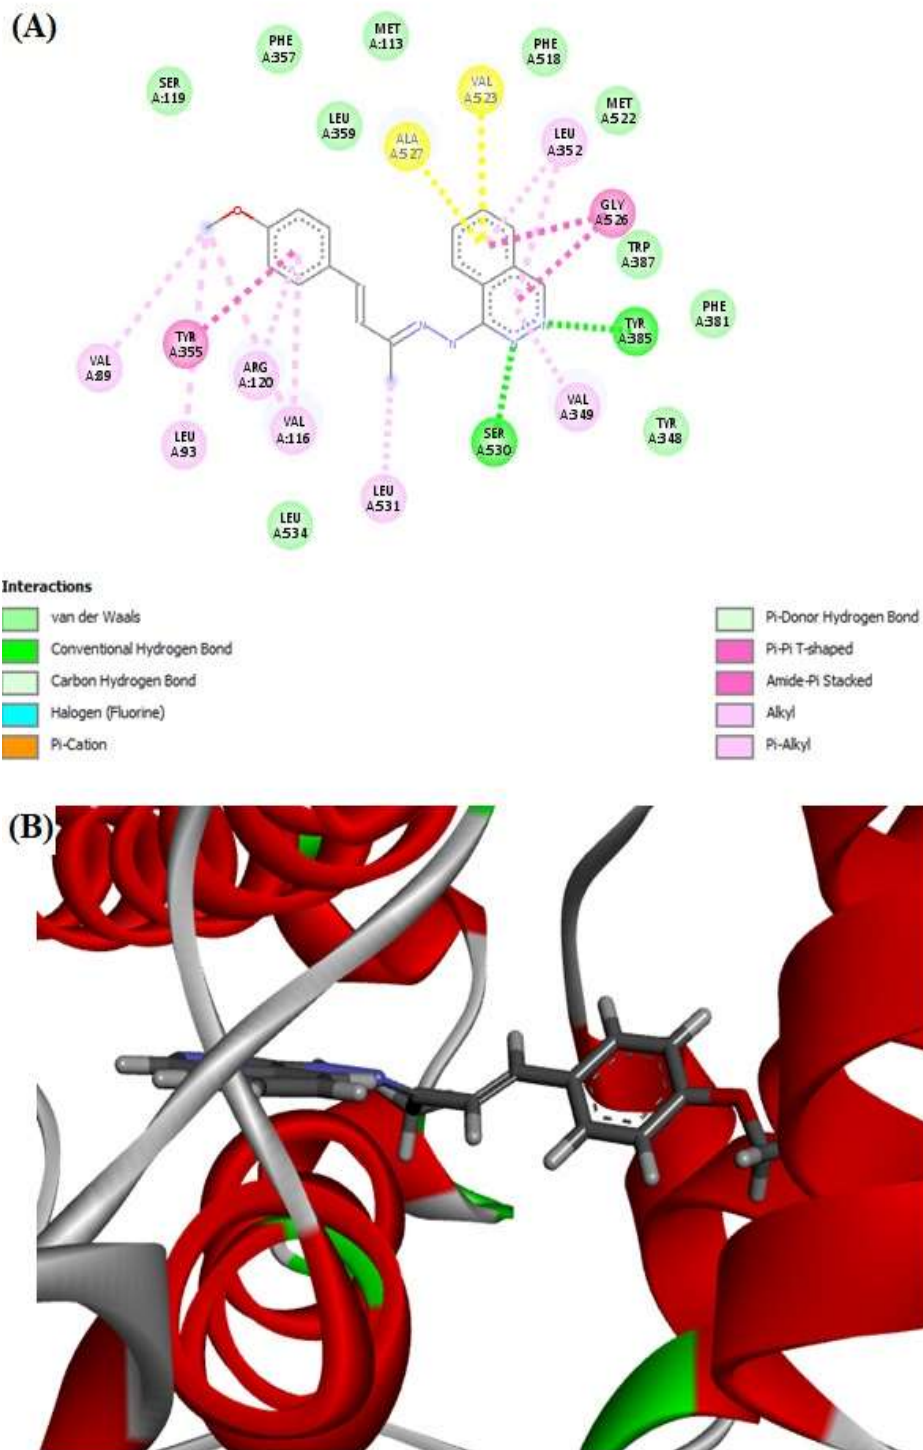 (A)
MET
A:113
PHE
A:357
PHE
A:518
SER
A:119
VAL
A:523
MET
A:522
LEU
A:359
ALA
A:527
LEU
A:352
O
GLY
A:526
TRP
A:387
PHE
A:381
TYR
A:385
N
N
N
N
TYR
A:355
VAL
A:89
ARG
A:120
VAL
A:349
VAL
A:116
LEU
A:93
SER
A:530
TYR
A:348
LEU
A:531
LEU
A:534
Interactions
van der Waals
Conventional Hydrogen Bond
Carbon Hydrogen Bond
Halogen (Fluorine)
Pi-Cation
Pi-Donor Hydrogen Bond
Pi-Pi T-shaped
Amide-Pi Stacked
Alkyl
Pi-Alkyl
(B)